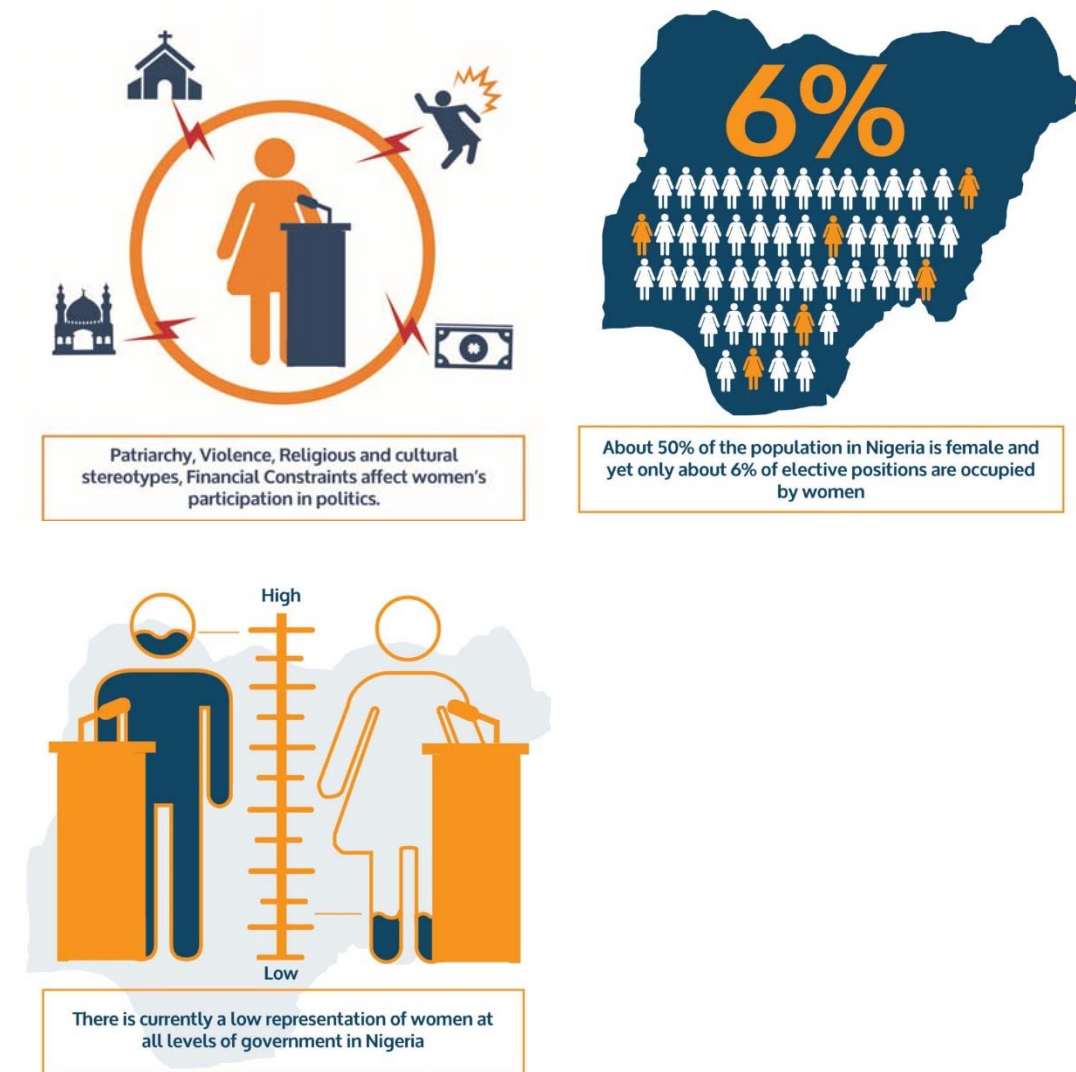 Patriarchy, Violence, Religious and cultural
stereotypes, Financial Constraints affect women's
participation in politics.
6%
About 50% of the population in Nigeria is female and
yet only about 6% of elective positions are occupied
by women
High
Low
There is currently a low representation of women at
all levels of government in Nigeria